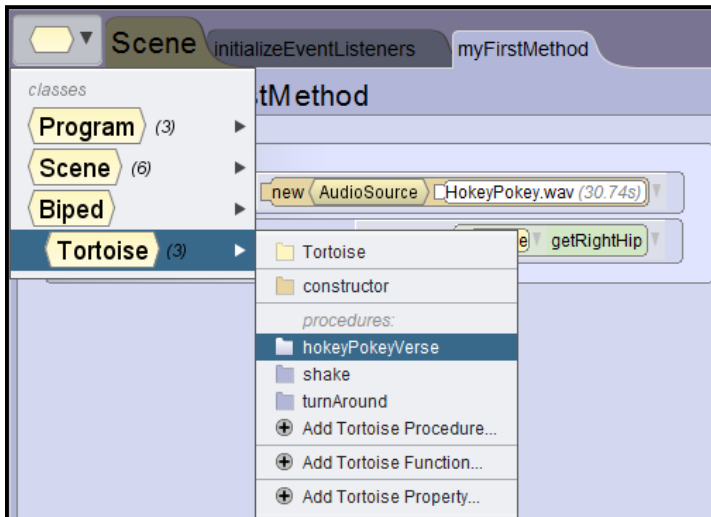 Scene initializeEventListeners myFirstMethod
classes
stMethod
Program (3)
Scene (6)
new AudioSource HokeyPokey.wav (30.74s)
Biped
Tortoise (3)
e getRightHip
Tortoise
constructor
procedures:
hokeyPokeyVerse
shake
turnAround
Add Tortoise Procedure...
Add Tortoise Function...
Add Tortoise Property...